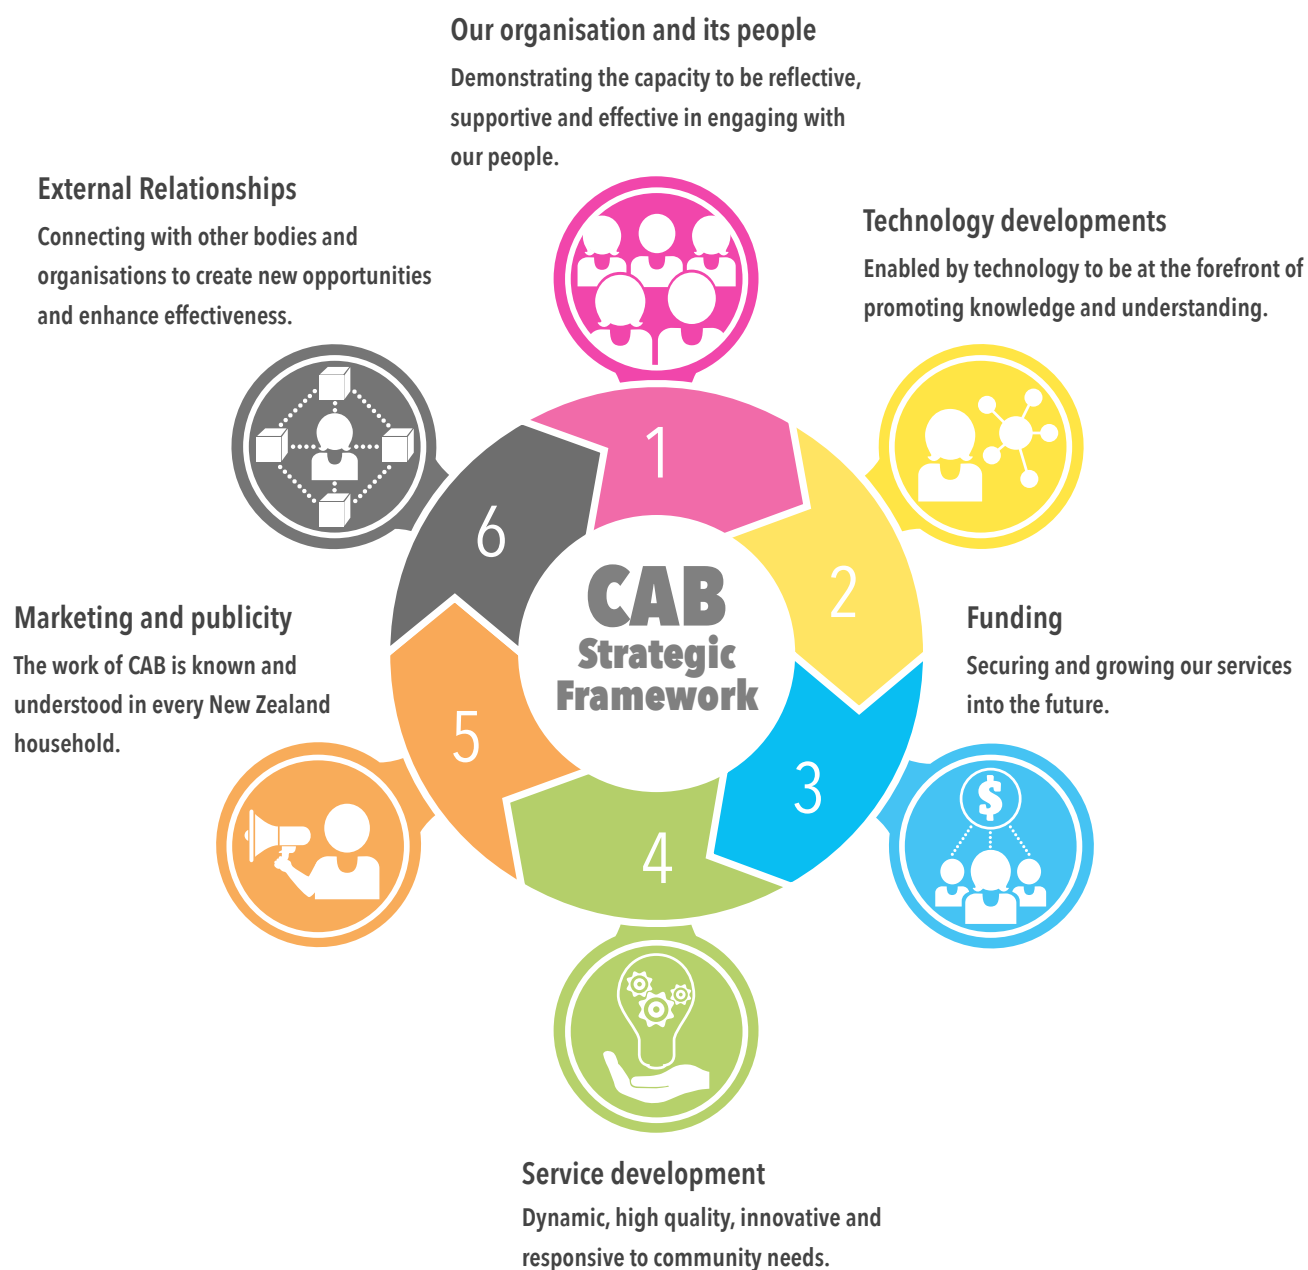 Our organisation and its people
Demonstrating the capacity to be reflective,
supportive and effective in engaging with
our people.
Technology developments
Enabled by technology to be at the forefront of
promoting knowledge and understanding.
Funding
Securing and growing our services
into the future.
Service development
Dynamic, high quality, innovative and
responsive to community needs.
Marketing and publicity
The work of CAB is known and
understood in every New Zealand
household.
External Relationships
Connecting with other bodies and
organisations to create new opportunities
and enhance effectiveness.
1
2
3
4
5
6
CAB
Strategic
Framework
$